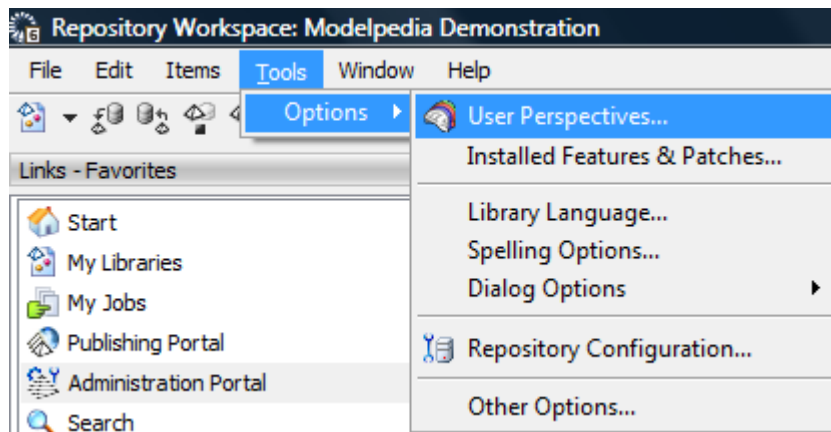 Repository Workspace: Modelpedia Demonstration
File Edit Items Tools Window Help
Options
User Perspectives...
Installed Features & Patches...
Library Language...
Spelling Options...
Dialog Options
Repository Configuration...
Other Options...
Links - Favorites
Start
My Libraries
My Jobs
Publishing Portal
Administration Portal
Search